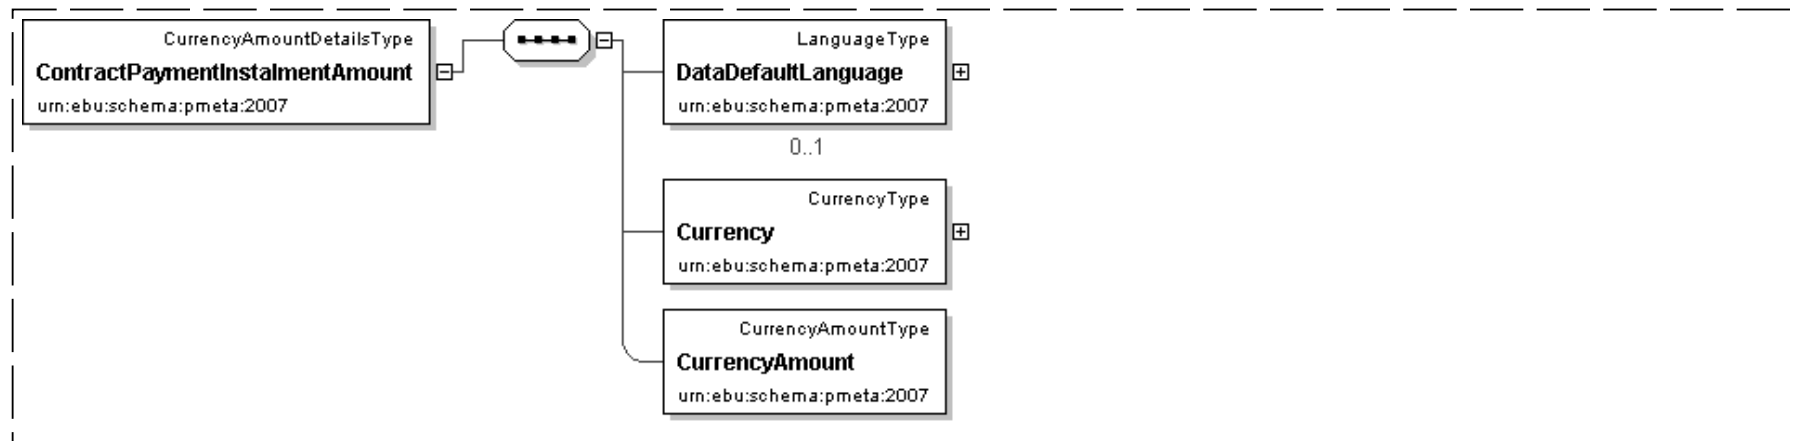 CurrencyAmountDetailsType
ContractPaymentInstalmentAmount
urn:ebu:schema:pmeta:2007
LanguageType
DataDefaultLanguage
urn:ebu:schema:pmeta:2007
0..1
CurrencyType
Currency
urn:ebu:schema:pmeta:2007
CurrencyAmountType
CurrencyAmount
urn:ebu:schema:pmeta:2007